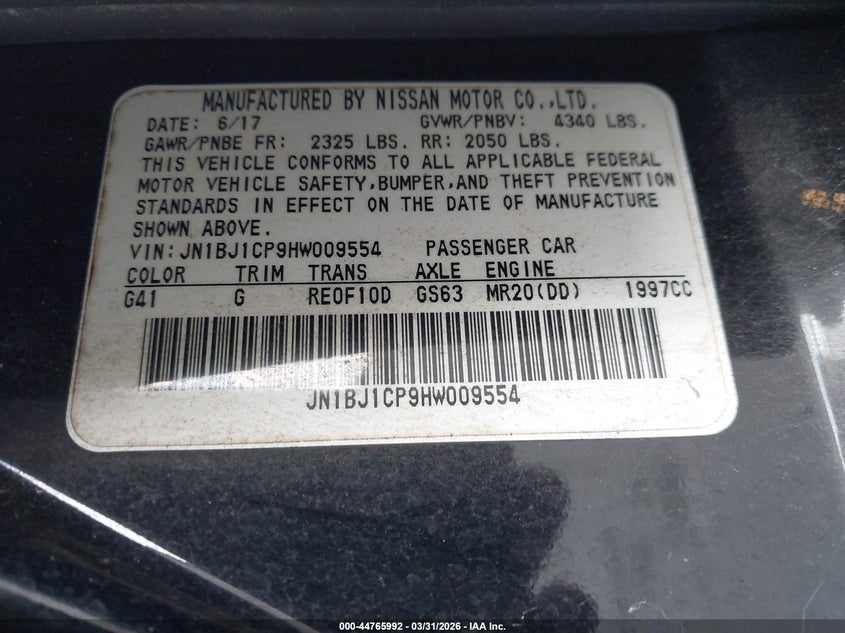 MANUFACTURED BY NISSAN MOTOR CO.,LTD.
DATE: 6/17 GVWR/PNBV: 4340 LBS.
GAWR/PNBE FR: 2325 LBS. RR: 2050 LBS.
THIS VEHICLE CONFORMS TO ALL APPLICABLE FEDERAL
MOTOR VEHICLE SAFETY,BUMPER,AND THEFT PREVENTION
STANDARDS IN EFFECT ON THE DATE OF MANUFACTURE
SHOWN ABOVE.
VIN:JN1BJ1CP9HW009554 PASSENGER CAR
COLOR TRIM TRANS AXLE ENGINE
G41 G RE0F10D GS63 MR20(DD) 1997CC
JN1BJ1CP9HW009554
000-44765992 - 03/31/2026 - IAA Inc.